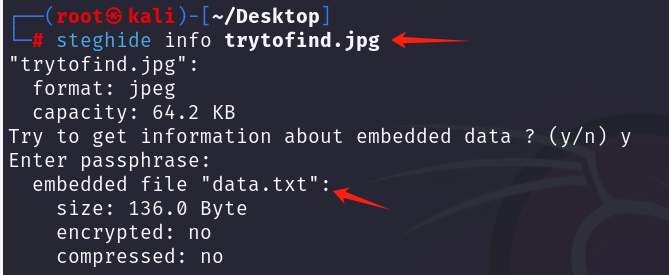 ┌──(root㉿kali)-[~/Desktop]
└─# steghide info trytofind.jpg
"trytofind.jpg":
  format: jpeg
  capacity: 64.2 KB
Try to get information about embedded data ? (y/n) y
Enter passphrase:
  embedded file "data.txt":
    size: 136.0 Byte
    encrypted: no
    compressed: no